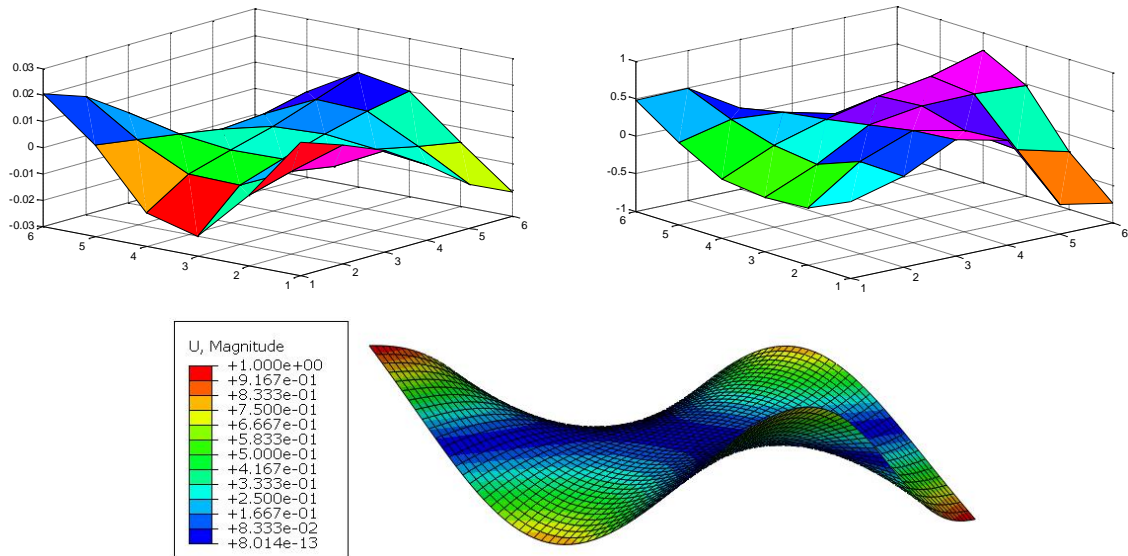 0.03
0.02
0.01
0
-0.01
-0.02
-0.03
6
5
4
3
2
1
1
2
3
4
5
6
1
0.5
0
-0.5
-1
6
5
4
3
2
1
1
2
3
4
5
6
U, Magnitude
+1.000e+00
+9.167e-01
+8.333e-01
+7.500e-01
+6.667e-01
+5.833e-01
+5.000e-01
+4.167e-01
+3.333e-01
+2.500e-01
+1.667e-01
+8.333e-02
+8.014e-13